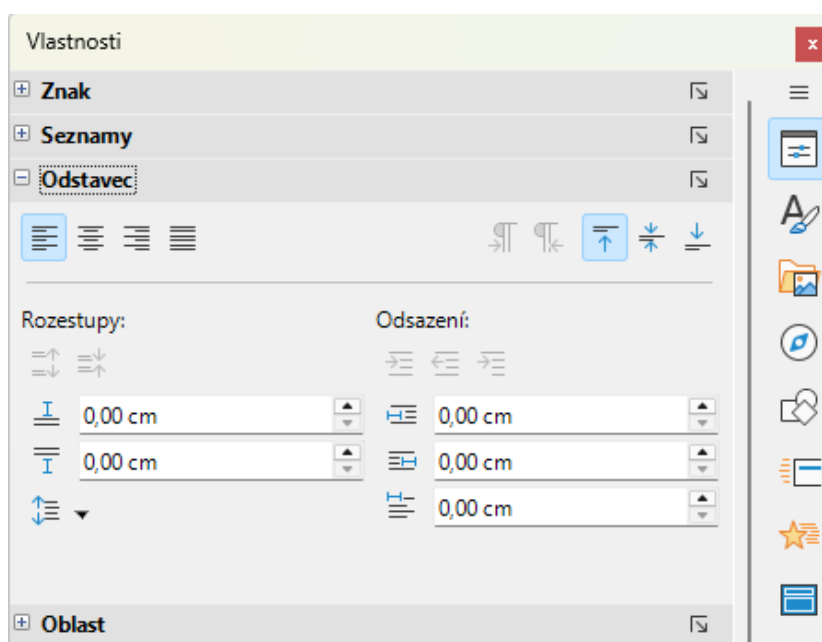 Vlastnosti
Znak
Seznamy
Odstavec
Rozestupy: Odsazení:
0,00 cm 0,00 cm
0,00 cm 0,00 cm
0,00 cm
Oblast